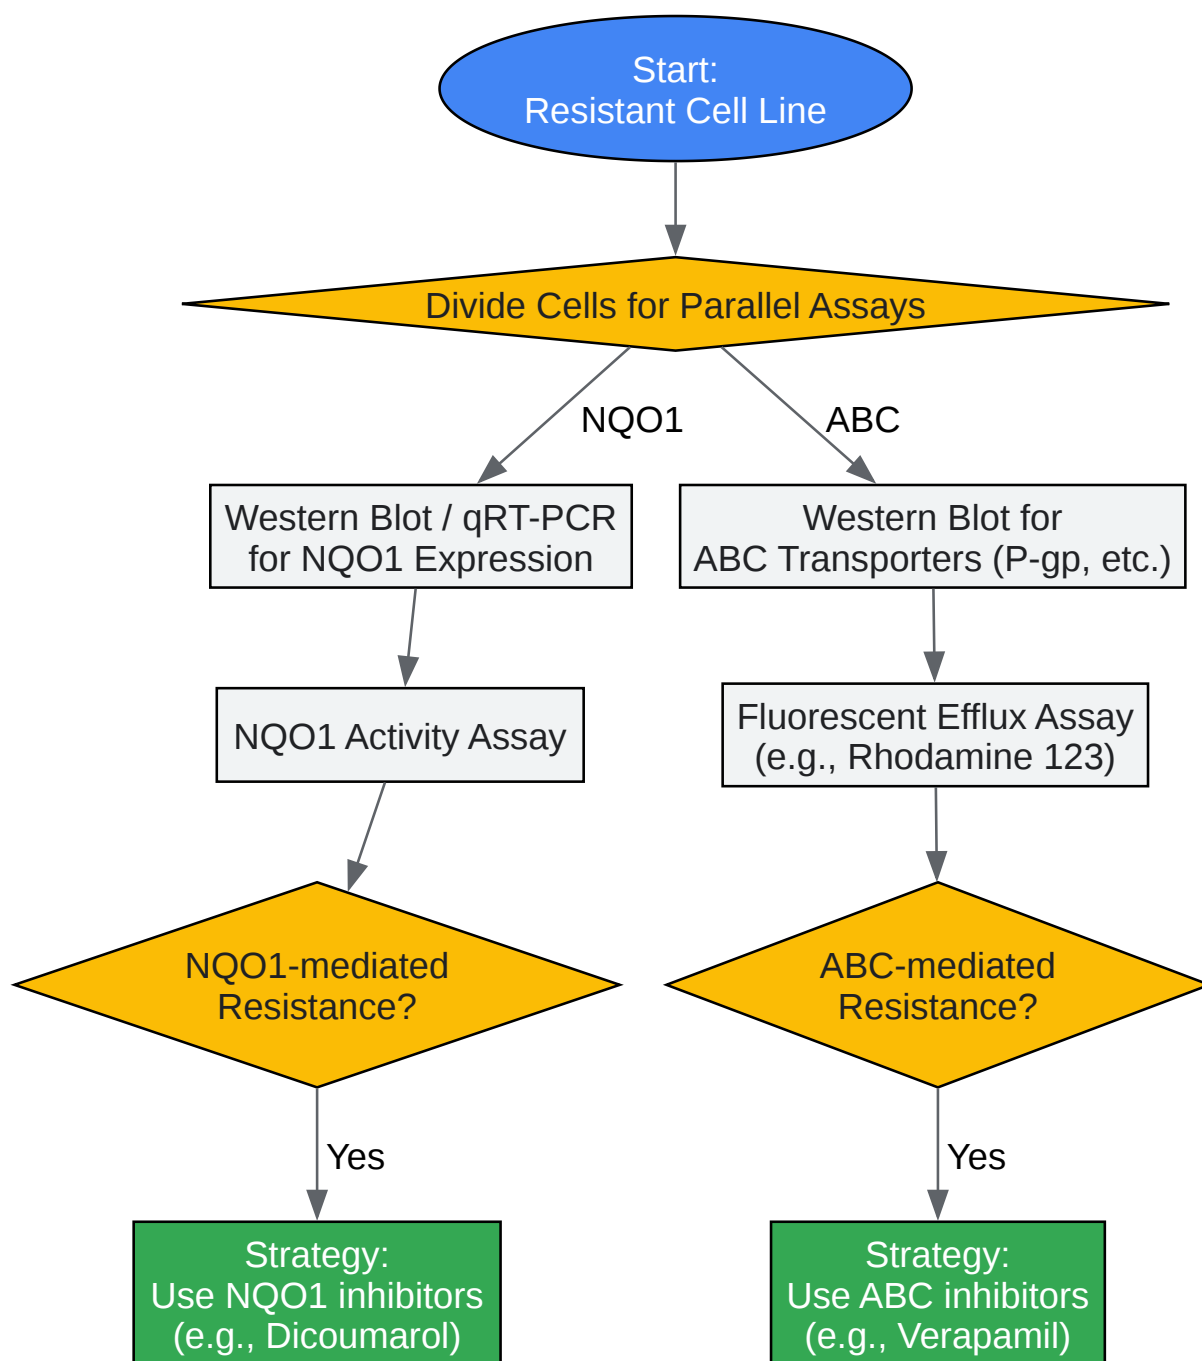 Start:
Resistant Cell Line
Divide Cells for Parallel Assays
NQO1
ABC
Western Blot / qRT-PCR
for NQO1 Expression
Western Blot for
ABC Transporters (P-gp, etc.)
NQO1 Activity Assay
Fluorescent Efflux Assay
(e.g., Rhodamine 123)
NQO1-mediated
Resistance?
ABC-mediated
Resistance?
Yes
Yes
Strategy:
Use NQO1 inhibitors
(e.g., Dicoumarol)
Strategy:
Use ABC inhibitors
(e.g., Verapamil)